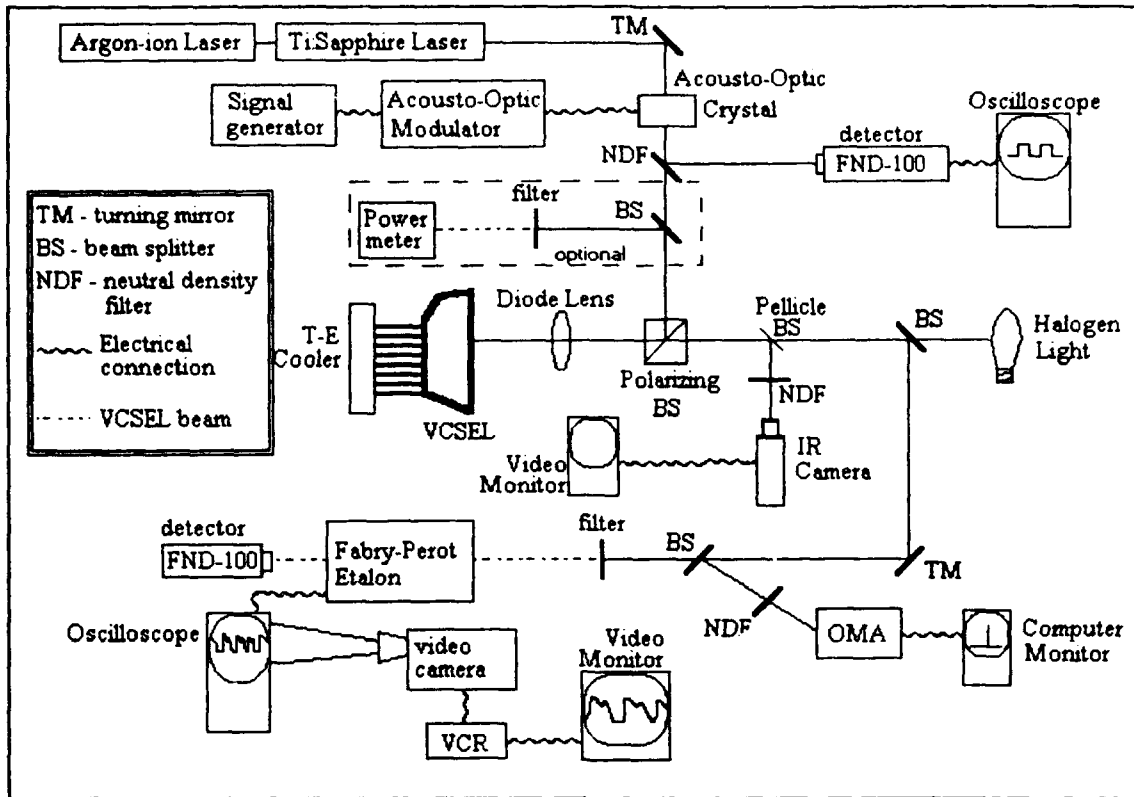 Argon-ion Laser
Ti:Sapphire Laser
TM
Signal
generator
Acousto-Optic
Modulator
Acousto-Optic
Crystal
Oscilloscope
detector
FND-100
NDF
TM - turning mirror
BS - beam splitter
NDF - neutral density
filter
Electrical
connection
VCSEL beam
Power
meter
filter
BS
optional
T-E
Cooler
VCSEL
Diode Lens
Polarizing
BS
Pellicle
BS
BS
Halogen
Light
NDF
IR
Camera
Video
Monitor
detector
FND-100
Fabry-Perot
Etalon
filter
BS
TM
NDF
OMA
Computer
Monitor
Oscilloscope
video
camera
VCR
Video
Monitor